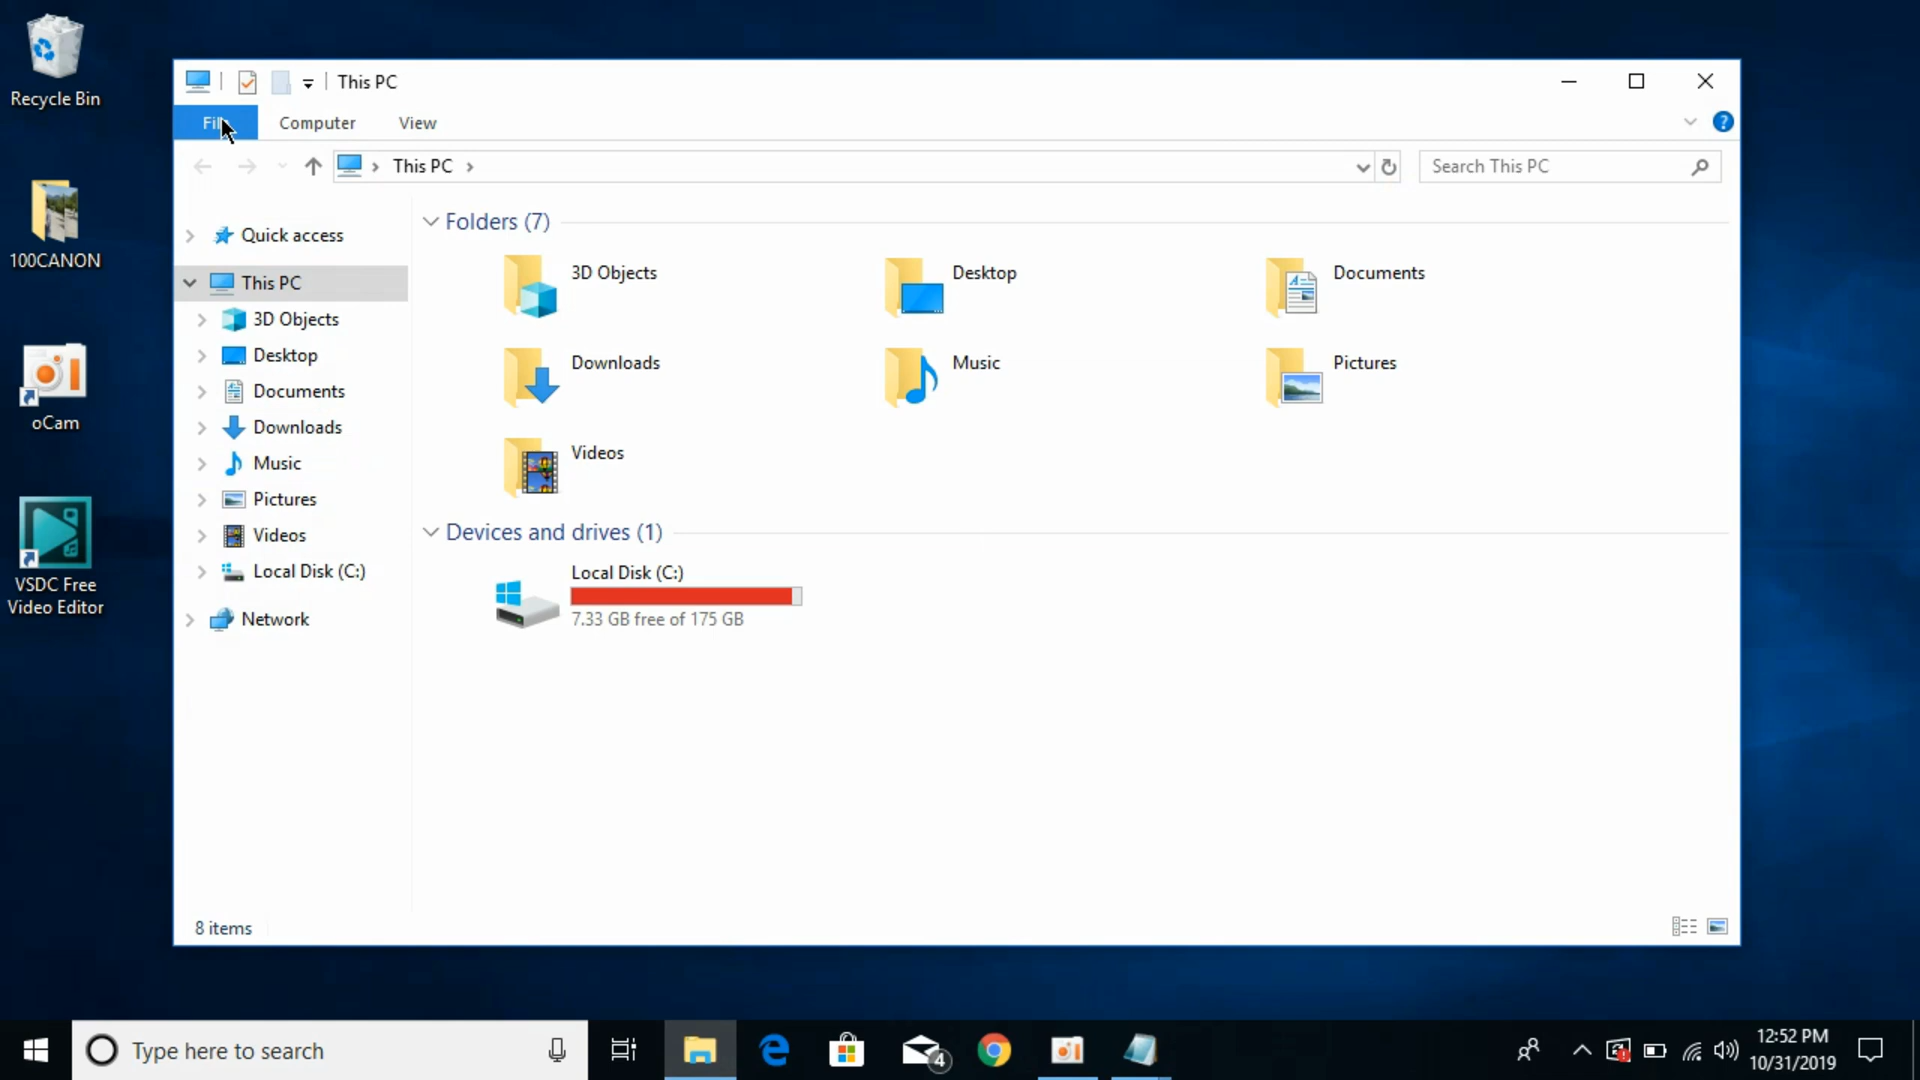 Recycle Bin
100CANON
oCam
VSDC Free
Video Editor
This PC
File
Computer
View
?
This PC
Search This PC
Quick access
This PC
3D Objects
Desktop
Documents
Downloads
Music
Pictures
Videos
Local Disk (C:)
Network
Folders (7)
3D Objects
Desktop
Documents
Downloads
Music
Pictures
Videos
Devices and drives (1)
Local Disk (C:)
7.33 GB free of 175 GB
8 items
Type here to search
4
12:52 PM
10/31/2019